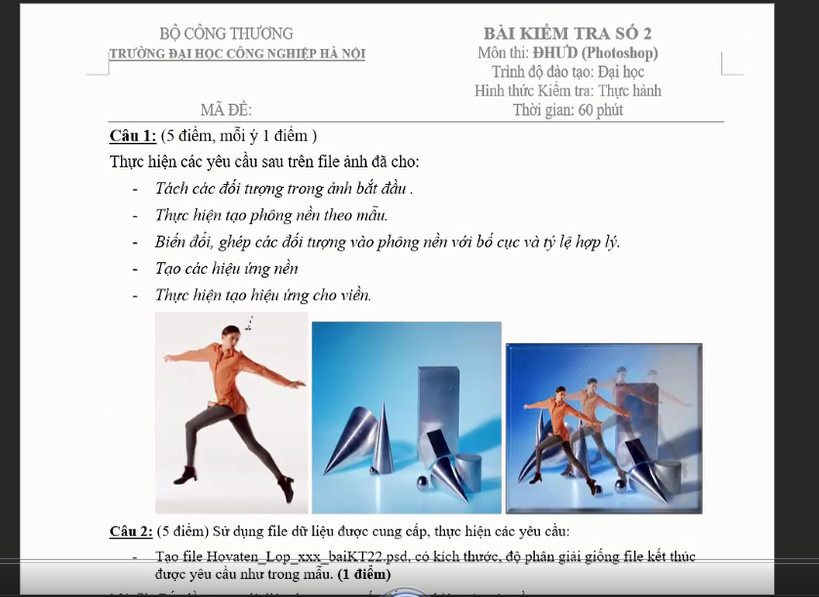 BỘ CÔNG THƯƠNG
TRƯỜNG ĐẠI HỌC CÔNG NGHIỆP HÀ NỘI
MÃ ĐỀ:
BÀI KIỂM TRA SỐ 2
Môn thi: ĐHƯD (Photoshop)
Trình độ đào tạo: Đại học
Hình thức Kiểm tra: Thực hành
Thời gian: 60 phút
Câu 1: (5 điểm, mỗi ý 1 điểm )
Thực hiện các yêu cầu sau trên file ảnh đã cho:
- Tách các đối tượng trong ảnh bắt đầu .
- Thực hiện tạo phông nền theo mẫu.
- Biến đổi, ghép các đối tượng vào phông nền với bố cục và tỷ lệ hợp lý.
- Tạo các hiệu ứng nền
- Thực hiện tạo hiệu ứng cho viền.
Câu 2: (5 điểm) Sử dụng file dữ liệu được cung cấp, thực hiện các yêu cầu:
- Tạo file Hovaten_Lop_xxx_baiKT22.psd, có kích thước, độ phân giải giống file kết thúc
được yêu cầu như trong mẫu. (1 điểm)